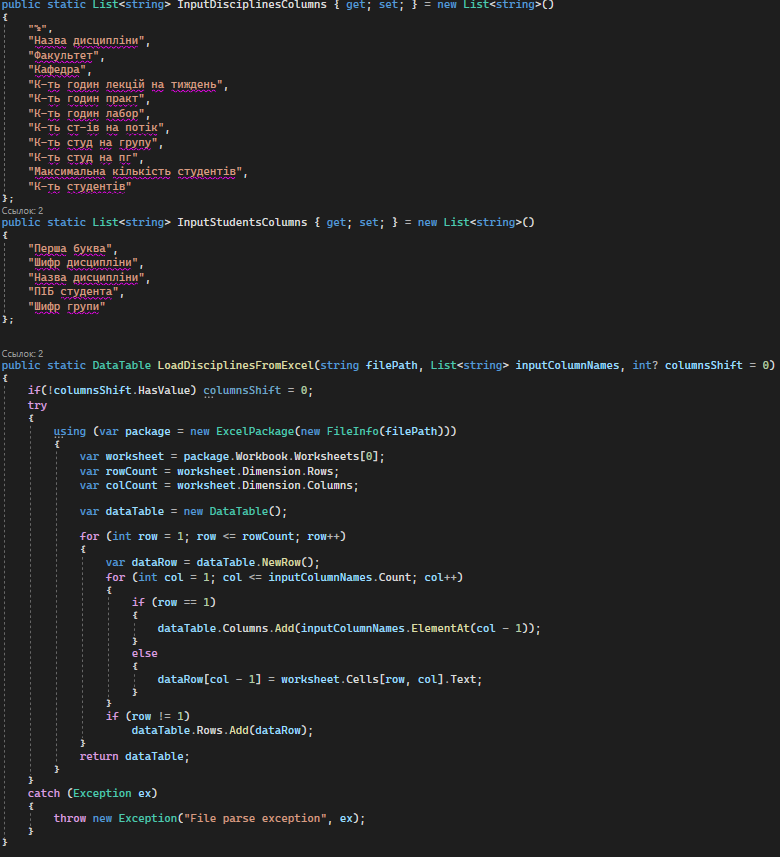 public static List<string> InputDisciplinesColumns { get; set; } = new List<string>()
{
"%",
"Назва дисципліни",
"Факультет",
"Кафедра",
"К-ть годин лекцій на тиждень",
"К-ть годин практ",
"К-ть годин лабор",
"К-ть ст-ів на потік",
"К-ть студ на групу",
"К-ть студ на пг",
"Максимальна кількість студентів",
"К-ть студентів"
};
Ссылок: 2
public static List<string> InputStudentsColumns { get; set; } = new List<string>()
{
"Перша буква",
"Шифр дисципліни",
"Назва дисципліни",
"ПІБ студента",
"Шифр групи"
};
Ссылок: 2
public static DataTable LoadDisciplinesFromExcel(string filePath, List<string> inputColumnNames, int? columnsShift = 0)
{
if(!columnsShift.HasValue) columnsShift = 0;
try
{
using (var package = new ExcelPackage(new FileInfo(filePath)))
{
var worksheet = package.Workbook.Worksheets[0];
var rowCount = worksheet.Dimension.Rows;
var colCount = worksheet.Dimension.Columns;
var dataTable = new DataTable();
for (int row = 1; row <= rowCount; row++)
{
var dataRow = dataTable.NewRow();
for (int col = 1; col <= inputColumnNames.Count; col++)
{
if (row == 1)
{
dataTable.Columns.Add(inputColumnNames.ElementAt(col - 1));
}
else
{
dataRow[col - 1] = worksheet.Cells[row, col].Text;
}
}
if (row != 1)
dataTable.Rows.Add(dataRow);
}
return dataTable;
}
}
catch (Exception ex)
{
throw new Exception("File parse exception", ex);
}
}